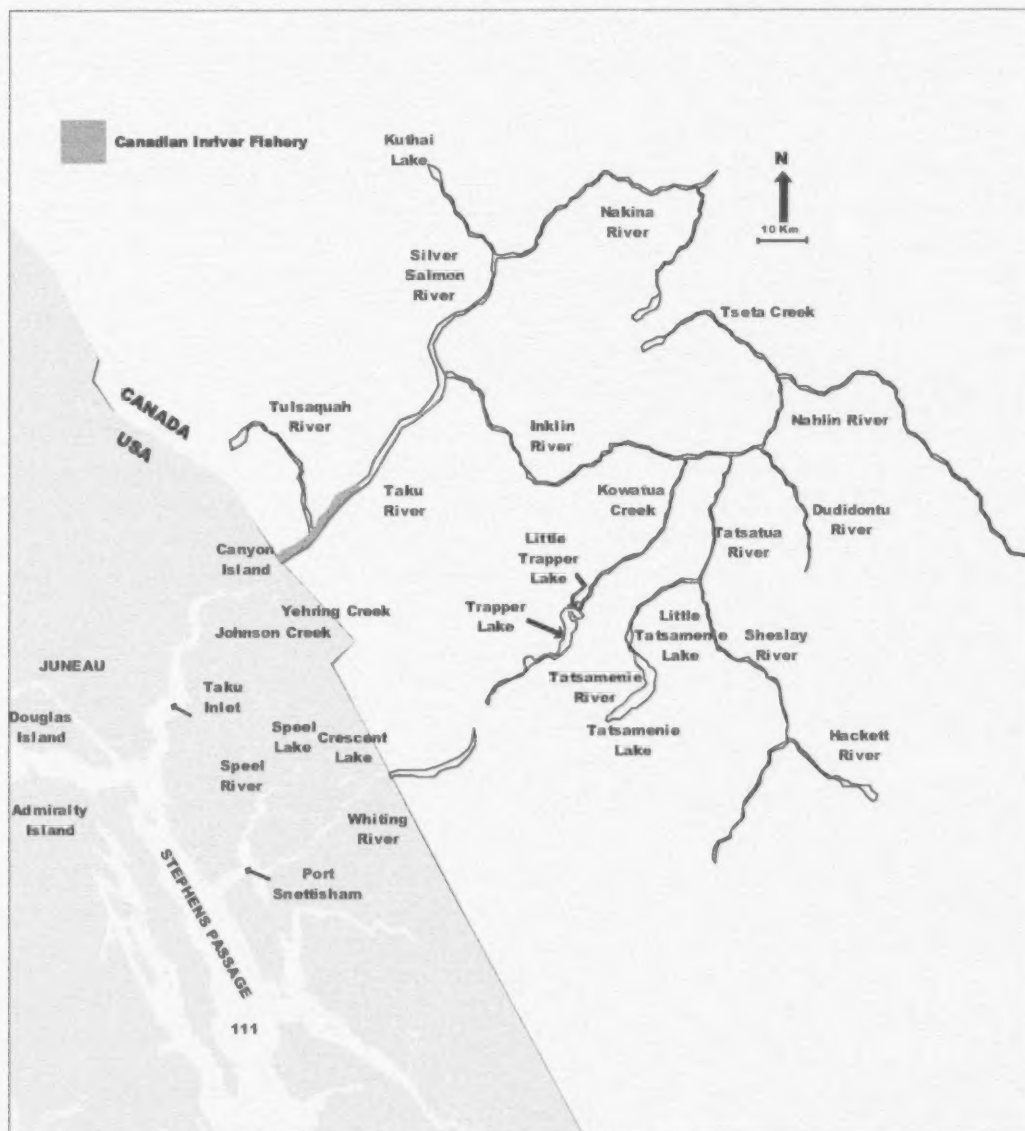 Canadian Inriver Fishery
Kuthai
Lake
N
10 Km
Nakina
River
Silver
Salmon
River
Tseta Creek
CANADA
USA
Tulsaquah
River
Inklin
River
Nahlin River
Taku
River
Kowatua
Creek
Dudidontu
River
Canyon
Island
Little
Trapper
Lake
Tatsatua
River
Yehring Creek
Johnson Creek
Trapper
Lake
Little
Tatsamenie
Lake
Sheslay
River
JUNEAU
Taku
Inlet
Tatsamenie
River
Douglas
Island
Speel
Lake
Crescent
Lake
Tatsamenie
Lake
Hackett
River
Speel
River
Admiralty
Island
Whiting
River
STEPHENS PASSAGE
Port
Snettisham
111